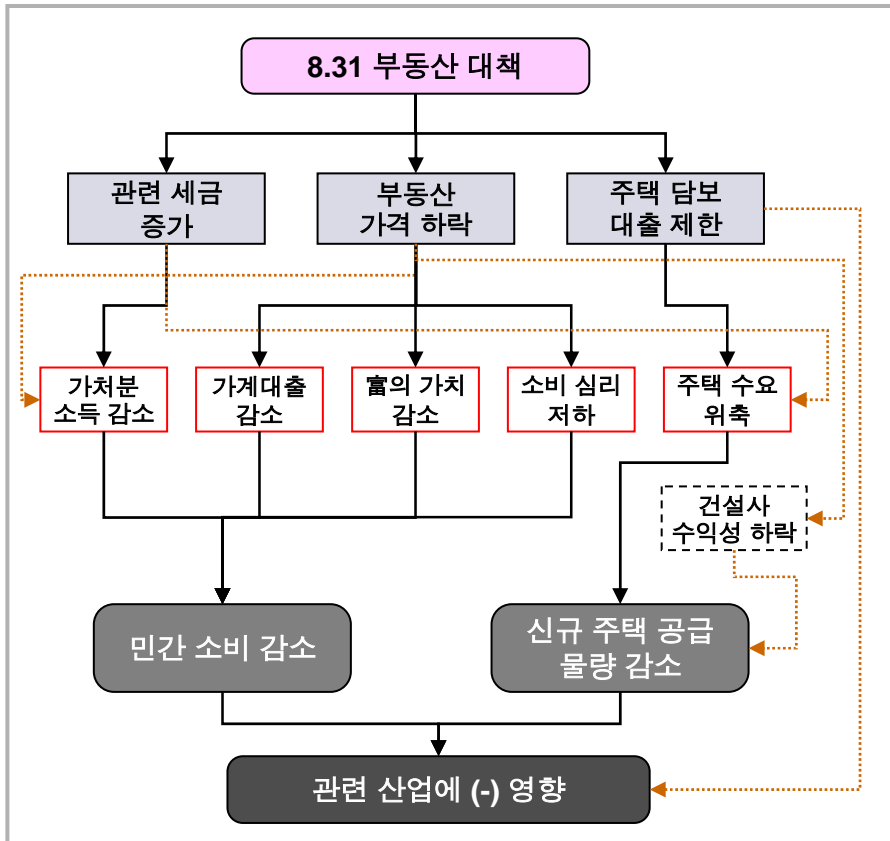 8.31 부동산 대책
관련 세금
증가
부동산
가격 하락
주택 담보
대출 제한
가처분
소득 감소
가계대출
감소
富의 가치
감소
소비 심리
저하
주택 수요
위축
건설사
수익성 하락
민간 소비 감소
신규 주택 공급
물량 감소
관련 산업에 (-) 영향